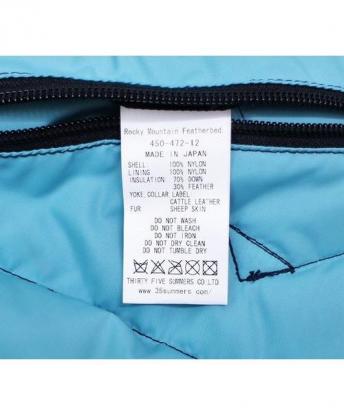 Rocky Mountain Featherbed.
450-472-12
MADE IN JAPAN
SHELL 100% NYLON
LINING 100% NYLON
INSULATION 70% DOWN
30% FEATHER
YOKE, COLLAR LABEL
CATTLE LEATHER
FUR SHEEP SKIN
DO NOT WASH
DO NOT BLEACH
DO NOT IRON
DO NOT DRY CLEAN
DO NOT TUMBLE DRY
THIRTY FIVE SUMMERS CO LTD.
www.35summers.com/